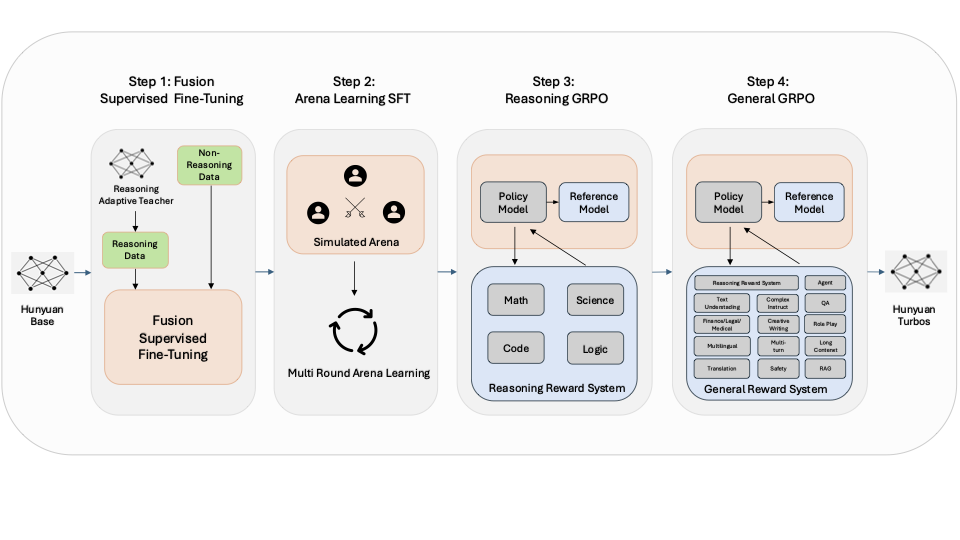 Step 1: Fusion
Supervised Fine-Tuning
Step 2:
Arena Learning SFT
Step 3:
Reasoning GRPO
Step 4:
General GRPO
Hunyuan
Base
Reasoning
Adaptive Teacher
Non-
Reasoning
Data
Reasoning
Data
Fusion
Supervised
Fine-Tuning
Simulated Arena
Multi Round Arena Learning
Policy
Model
Reference
Model
Math
Science
Code
Logic
Reasoning Reward System
Policy
Model
Reference
Model
Reasoning Reward System
Agent
Text
Understading
Complex
Instruct
QA
Finance/Legal/
Medical
Creative
Writing
Role Play
Multilingual
Multi-
turn
Long
Contenet
Translation
Safety
RAG
General Reward System
Hunyuan
Turbos